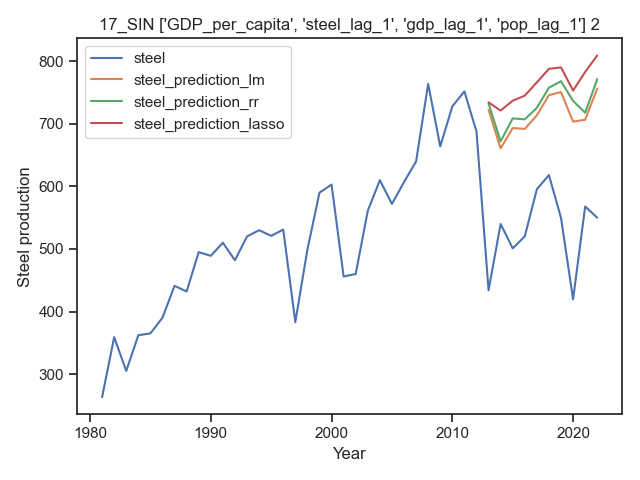 17_SIN ['GDP_per_capita', 'steel_lag_1', 'gdp_lag_1', 'pop_lag_1'] 2
steel
steel_prediction_lm
steel_prediction_rr
steel_prediction_lasso
Steel production
800
700
600
500
400
300
1980
1990
2000
2010
2020
Year